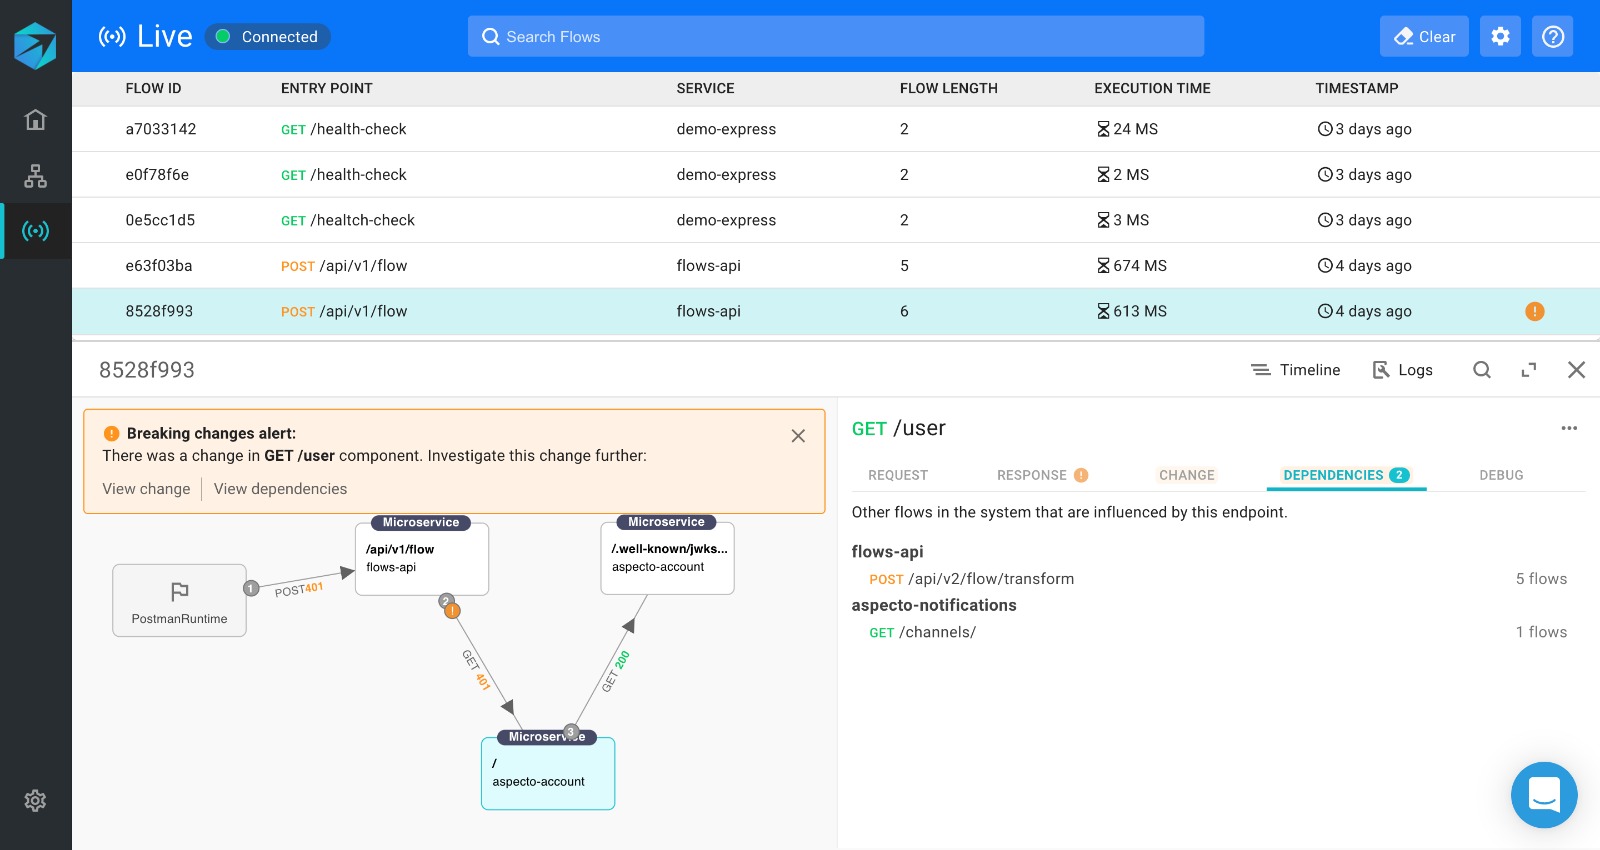 Live
Connected
Search Flows
Clear
FLOW ID ENTRY POINT SERVICE FLOW LENGTH EXECUTION TIME TIMESTAMP
a7033142 GET /health-check demo-express 2 24 MS 3 days ago
e0f78f6e GET /health-check demo-express 2 2 MS 3 days ago
0e5cc1d5 GET /healtch-check demo-express 2 3 MS 3 days ago
e63f03ba POST /api/v1/flow flows-api 5 674 MS 4 days ago
8528f993 POST /api/v1/flow flows-api 6 613 MS 4 days ago !
8528f993
Timeline
Logs
! Breaking changes alert:
There was a change in GET /user component. Investigate this change further:
View change View dependencies
PostmanRuntime
1
POST401
Microservice
/api/v1/flow
flows-api
2
!
GET 401
Microservice
/.well-known/jwks...
aspecto-account
GET 200
3
Microservice
/
aspecto-account
GET /user
REQUEST RESPONSE ! CHANGE DEPENDENCIES 2 DEBUG
Other flows in the system that are influenced by this endpoint.
flows-api
POST /api/v2/flow/transform 5 flows
aspecto-notifications
GET /channels/ 1 flows